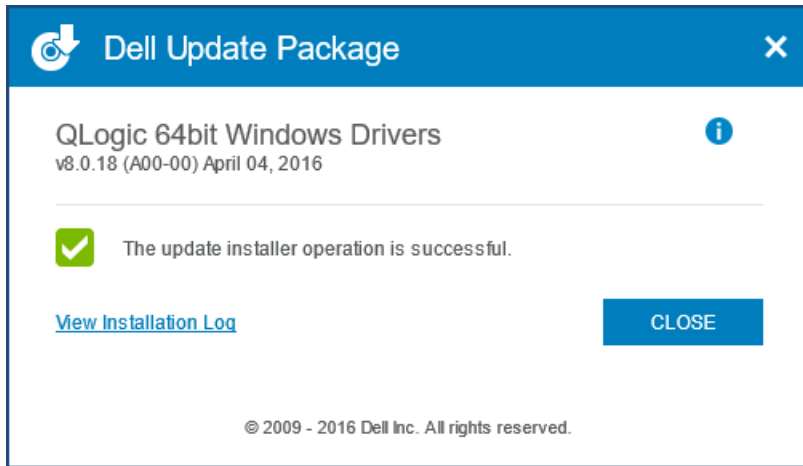 Dell Update Package
QLogic 64bit Windows Drivers
v8.0.18 (A00-00) April 04, 2016
The update installer operation is successful.
View Installation Log
CLOSE
© 2009 - 2016 Dell Inc. All rights reserved.